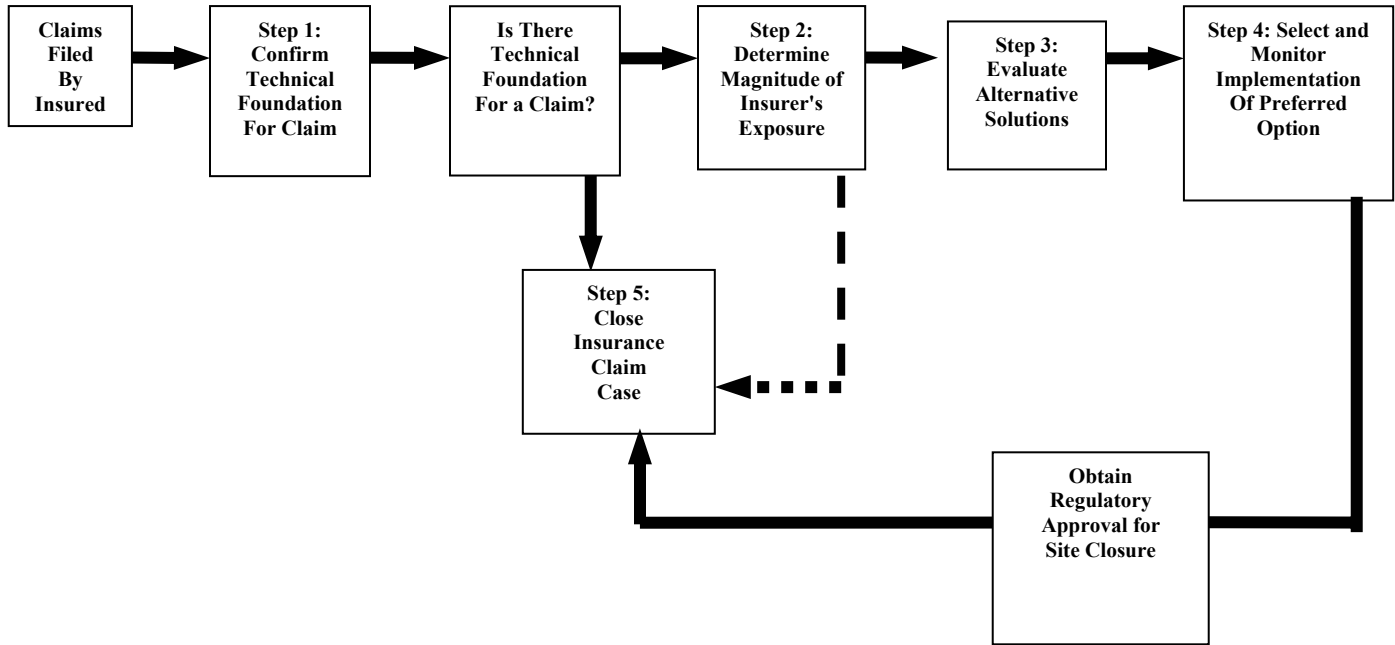 Claims
Filed
By
Insured
Step 1:
Confirm
Technical
Foundation
For Claim
Is There
Technical
Foundation
For a Claim?
Step 2:
Determine
Magnitude of
Insurer's
Exposure
Step 3:
Evaluate
Alternative
Solutions
Step 4: Select and
Monitor
Implementation
Of Preferred
Option
Step 5:
Close
Insurance
Claim
Case
Obtain
Regulatory
Approval for
Site Closure